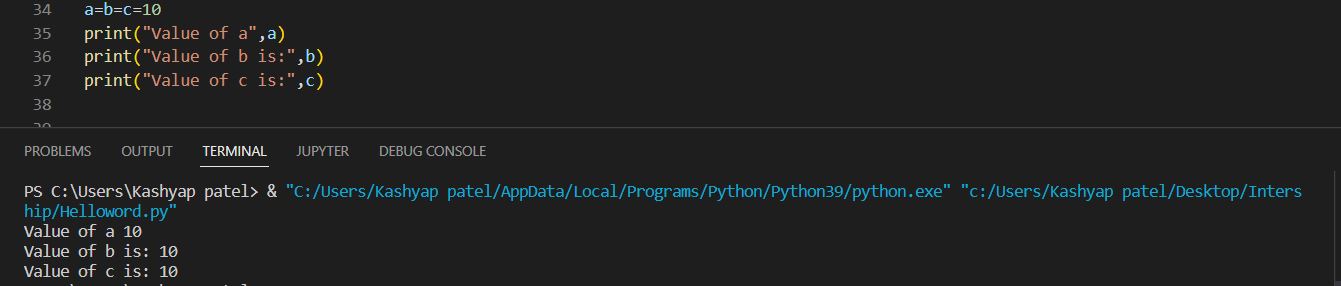 34 a=b=c=10
35 print("Value of a",a)
36 print("Value of b is:",b)
37 print("Value of c is:",c)
38
PROBLEMS OUTPUT TERMINAL JUPYTER DEBUG CONSOLE
PS C:\Users\Kashyap patel> & "C:/Users/Kashyap patel/AppData/Local/Programs/Python/Python39/python.exe" "c:/Users/Kashyap patel/Desktop/Inters
hip/Helloword.py"
Value of a 10
Value of b is: 10
Value of c is: 10